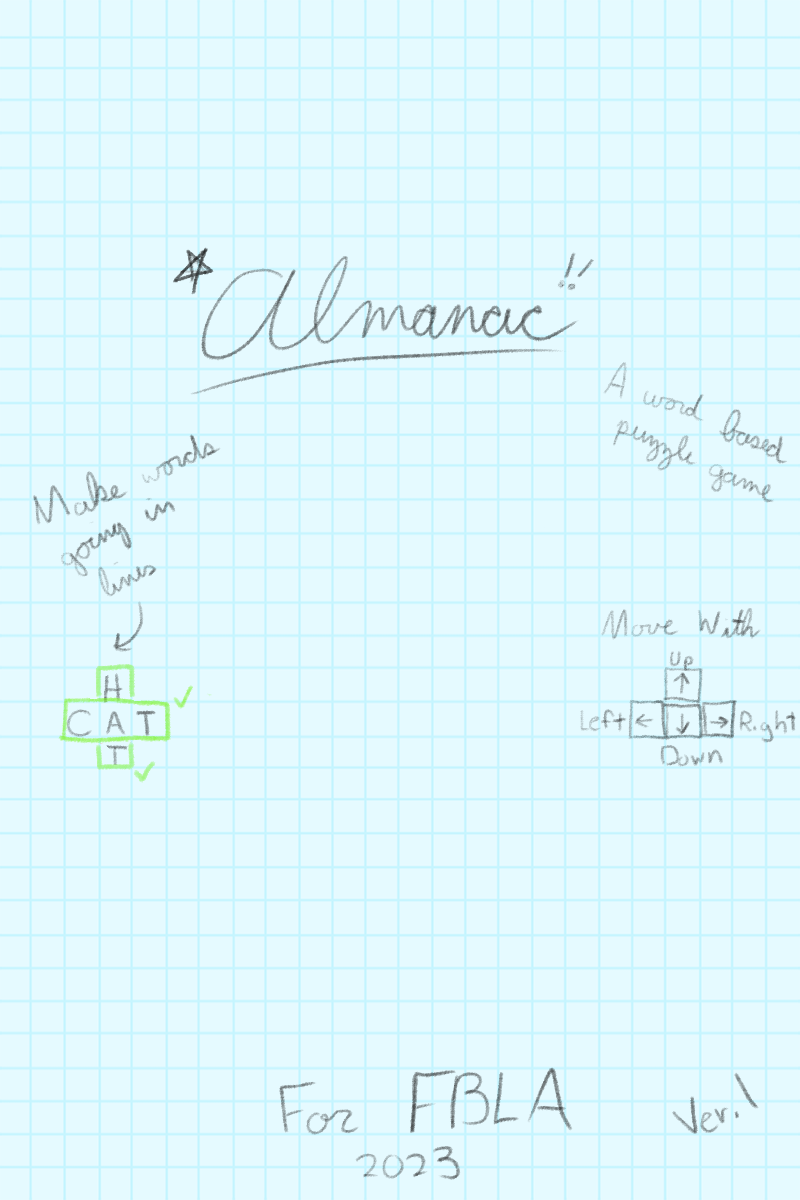 Almanac!!
A word based
puzzle game
Make words
going in
lines
H
CAT
T
Move With
Up
Left ← ↑ ↓ → Right
Down
For FBLA
2023
Ver. 1